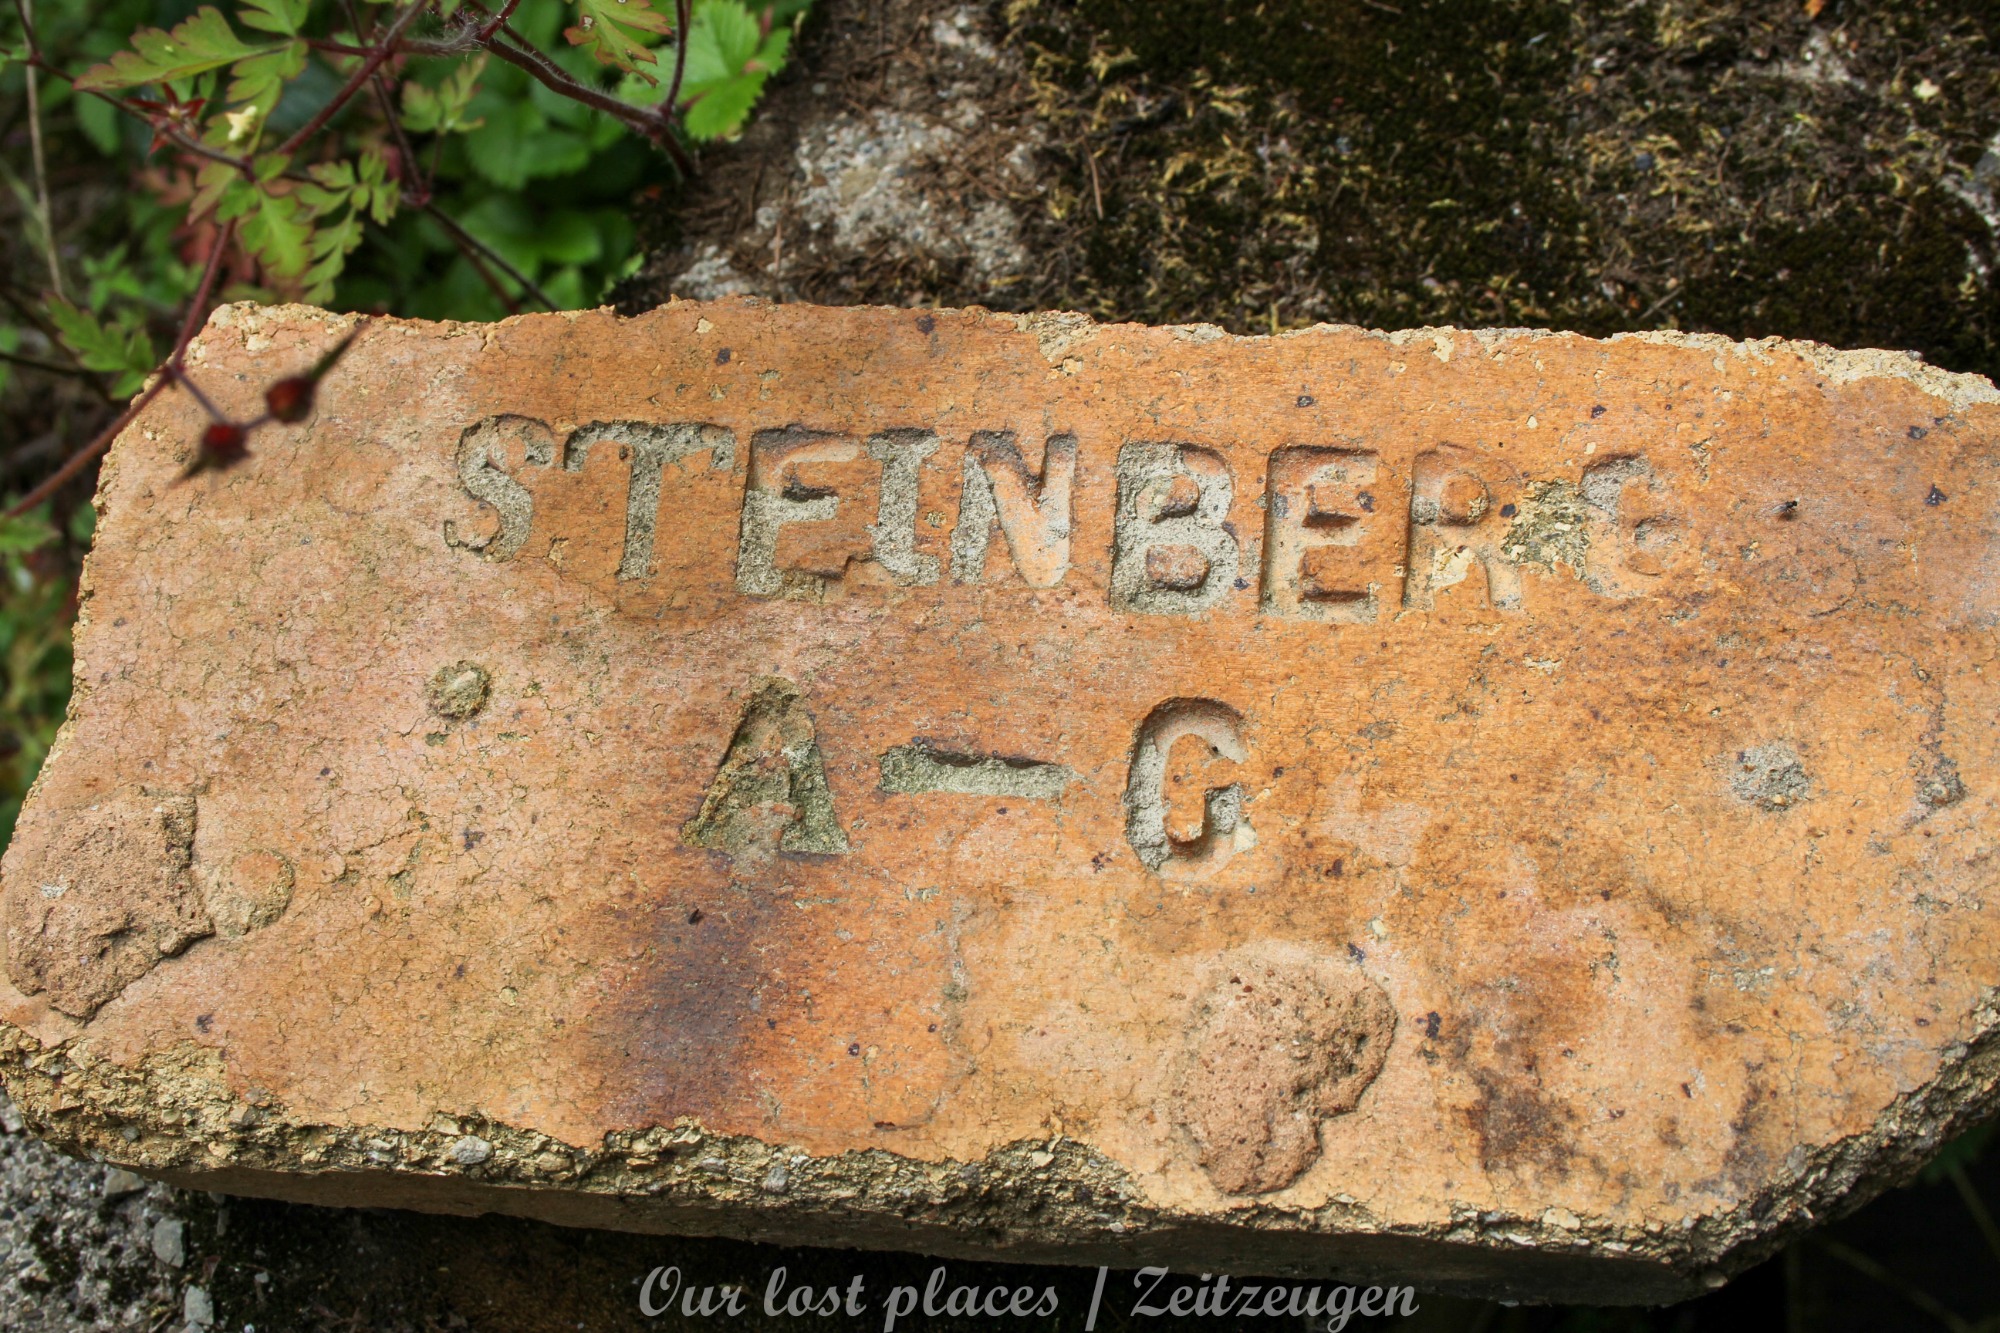 STEINBERG
A-G
Our lost places | Zeitzeugen